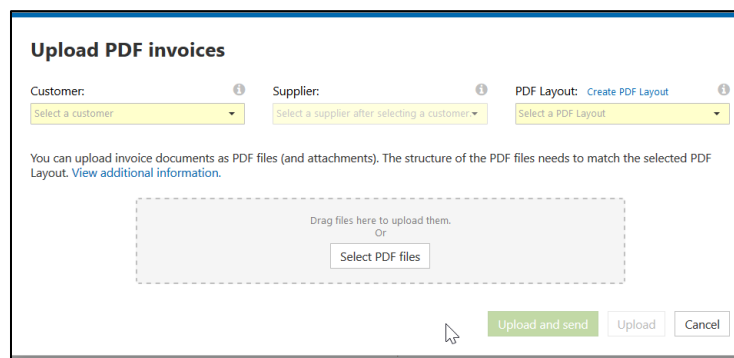 Upload PDF invoices
Customer:
Supplier:
PDF Layout: Create PDF Layout
Select a customer
Select a supplier after selecting a customer.
Select a PDF Layout
You can upload invoice documents as PDF files (and attachments). The structure of the PDF files needs to match the selected PDF
Layout. View additional information.
Drag files here to upload them.
Or
Select PDF files
Upload and send
Upload
Cancel